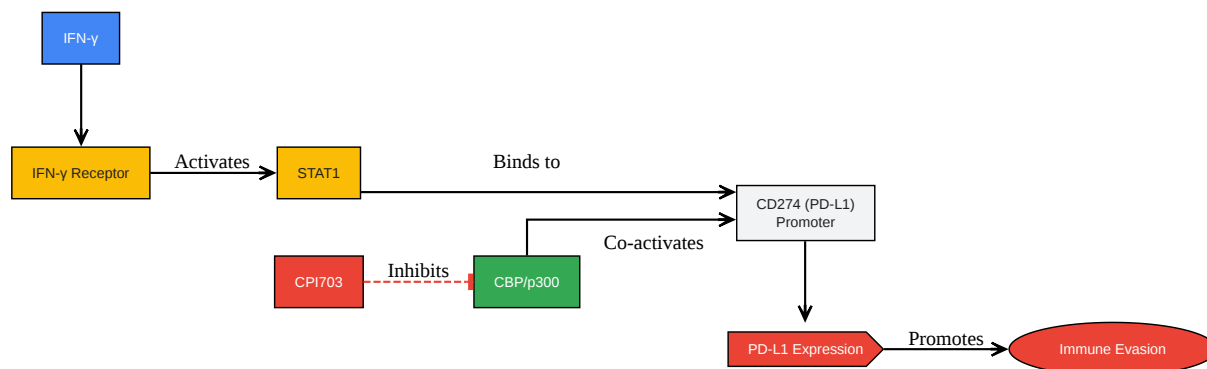 IFN-γ
IFN-γ Receptor
Activates
STAT1
Binds to
CD274 (PD-L1)
Promoter
Co-activates
CPI703
Inhibits
CBP/p300
PD-L1 Expression
Promotes
Immune Evasion